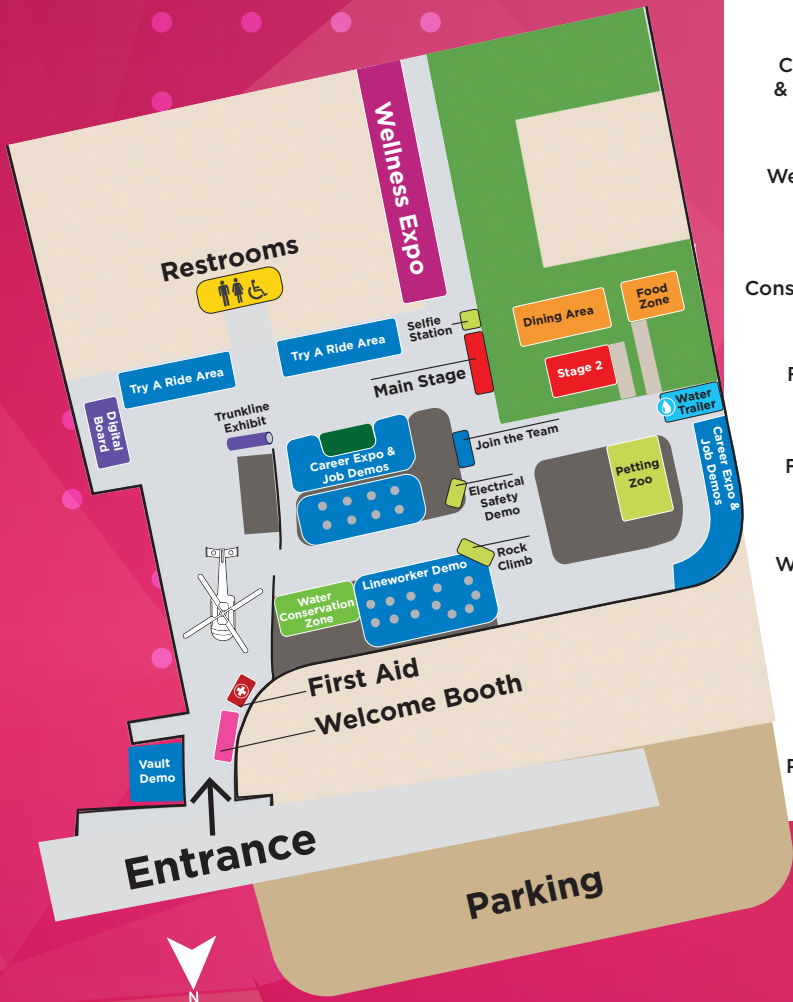 Wellness Expo
Restrooms
Selfie
Station
Dining Area
Food
Zone
Try A Ride Area
Try A Ride Area
Main Stage
Stage 2
Water
Trailer
Digital
Board
Trunkline
Exhibit
Career Expo &
Job Demos
Join the Team
Career Expo &
Job Demos
Petting
Zoo
Electrical
Safety
Demo
Rock
Climb
Lineworker Demo
Water
Conservation
Zone
First Aid
Welcome Booth
Vault
Demo
Entrance
Parking
N
C
&
We
Cons
F
F
W
P